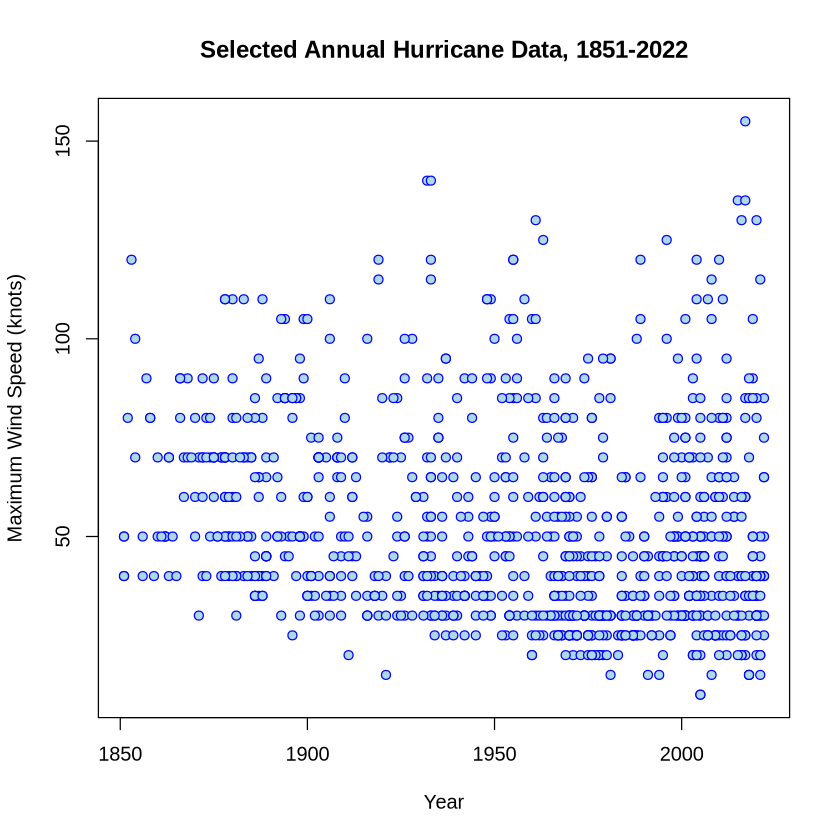 Selected Annual Hurricane Data, 1851-2022
Maximum Wind Speed (knots)
150
100
50
1850
1900
1950
2000
Year